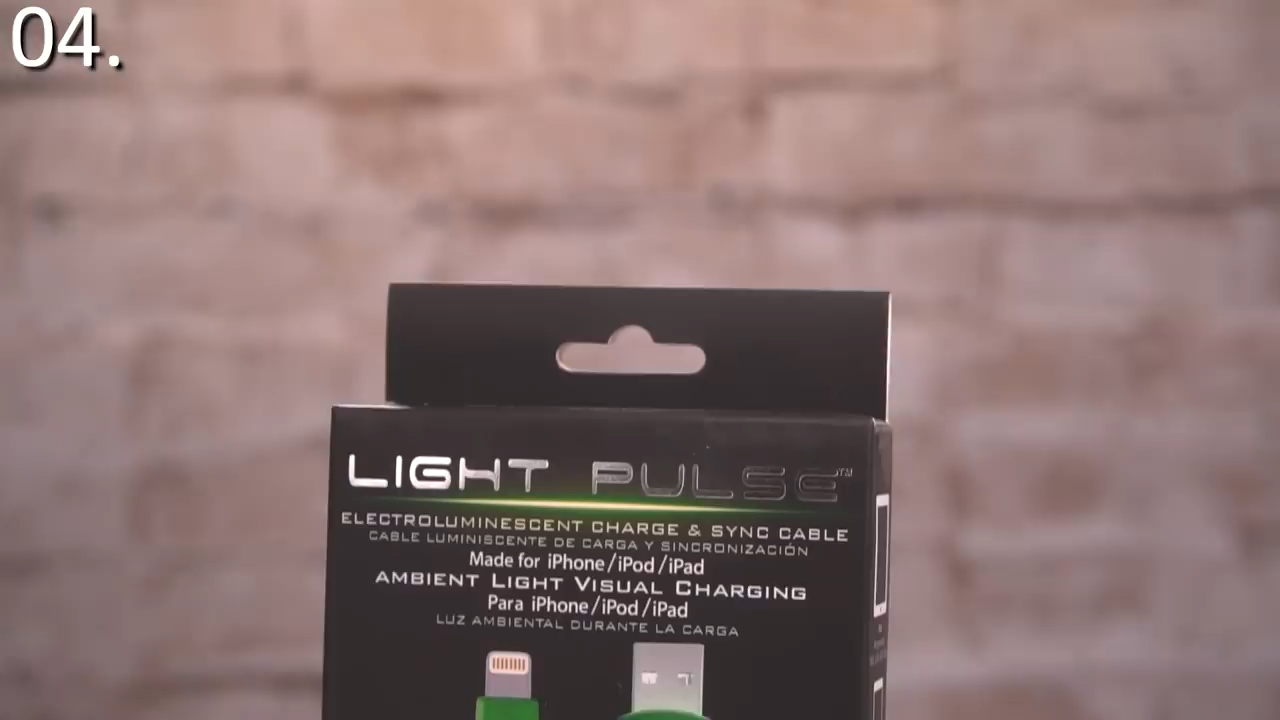 04.
LIGHT PULSE™
ELECTROLUMINESCENT CHARGE & SYNC CABLE
CABLE LUMINISCENTE DE CARGA Y SINCRONIZACIÓN
Made for iPhone/iPod/iPad
AMBIENT LIGHT VISUAL CHARGING
Para iPhone/iPod/iPad
LUZ AMBIENTAL DURANTE LA CARGA